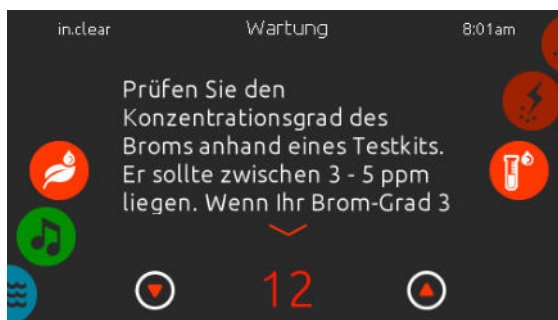 in.clear Wartung 8:01am
Prüfen Sie den
Konzentrationsgrad des
Broms anhand eines Testkits.
Er sollte zwischen 3 - 5 ppm
liegen. Wenn Ihr Brom-Grad 3
12